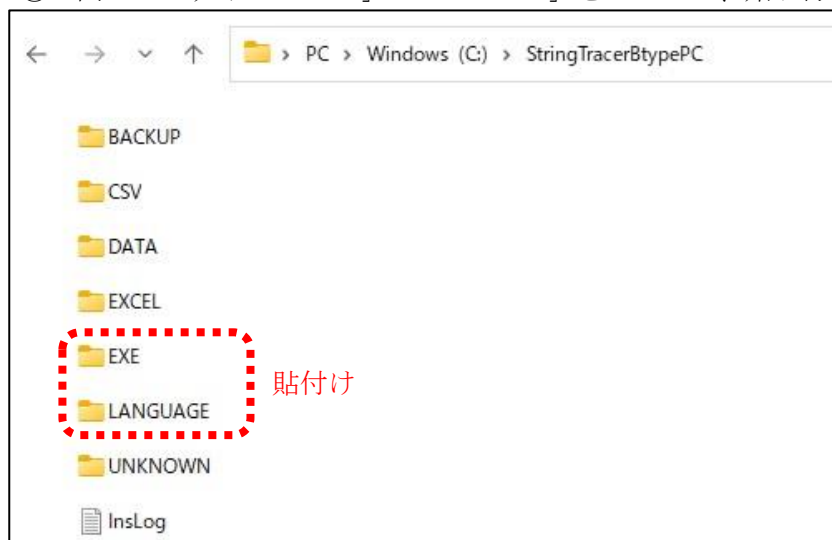 PC > Windows (C:) > StringTracerBtypePC
BACKUP
CSV
DATA
EXCEL
EXE
貼付け
LANGUAGE
UNKNOWN
InsLog